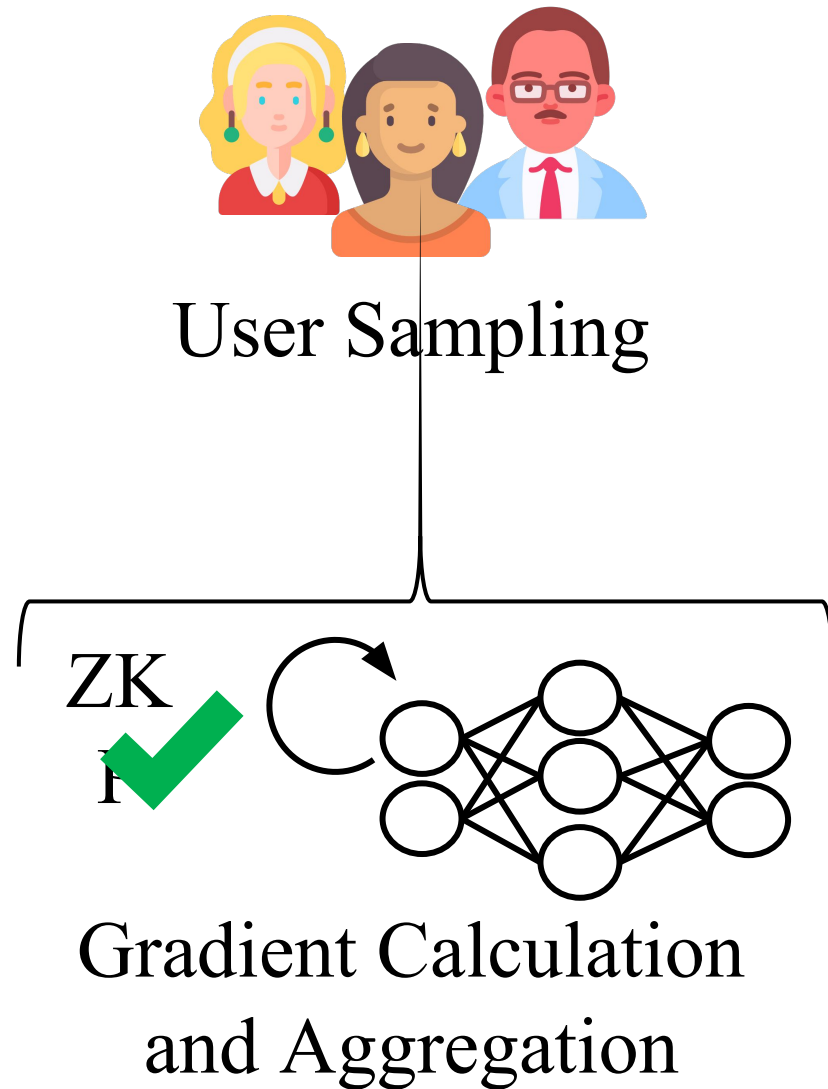 User Sampling
ZK
Gradient Calculation
and Aggregation